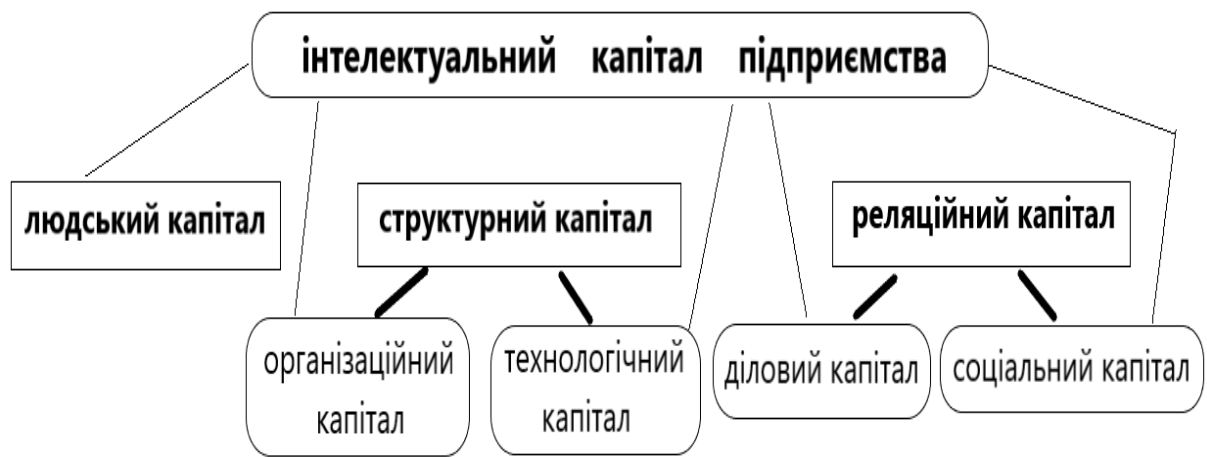 інтелектуальний капітал підприємства
людський капітал
структурний капітал
реляційний капітал
організаційний
капітал
технологічний
капітал
діловий капітал
соціальний капітал